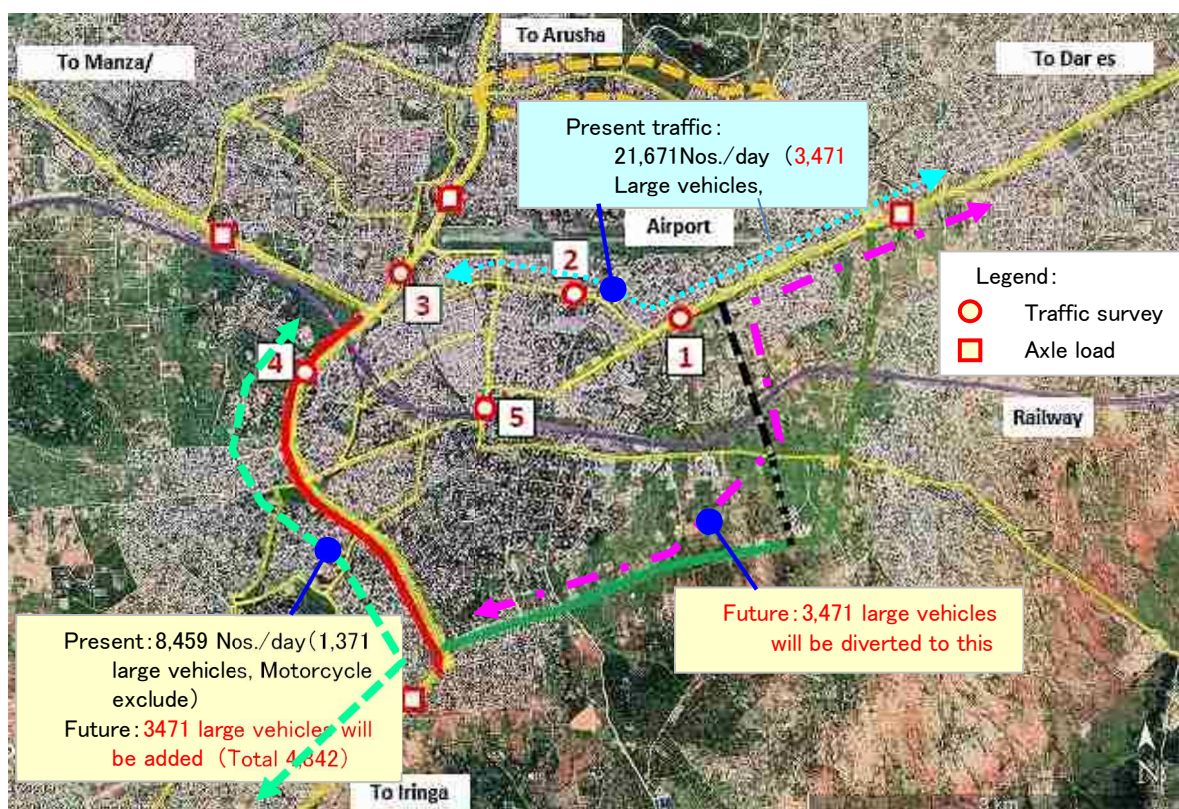 To Arusha
To Manza/
To Dar es
Present traffic:
21,671Nos./day (3,471
Large vehicles,
Airport
2
3
1
4
5
Legend:
Traffic survey
Axle load
Railway
Future:3,471 large vehicles
will be diverted to this
Present:8,459 Nos./day(1,371
large vehicles, Motorcycle
exclude)
Future:3471 large vehicles will
be added (Total 4,842)
To Iringa
N